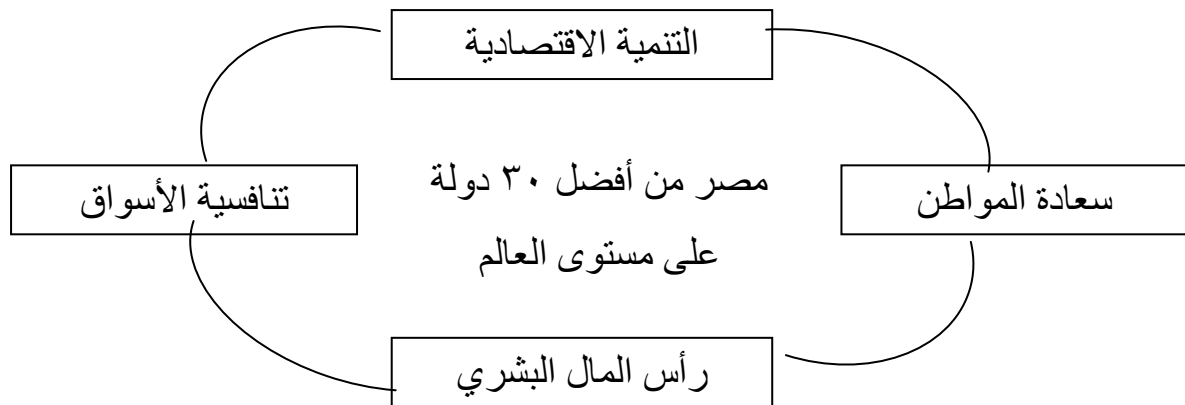 التنمية الاقتصادية
مصر من أفضل ٣٠ دولة
على مستوى العالم
سعادة المواطن
تنافسية الأسواق
رأس المال البشري